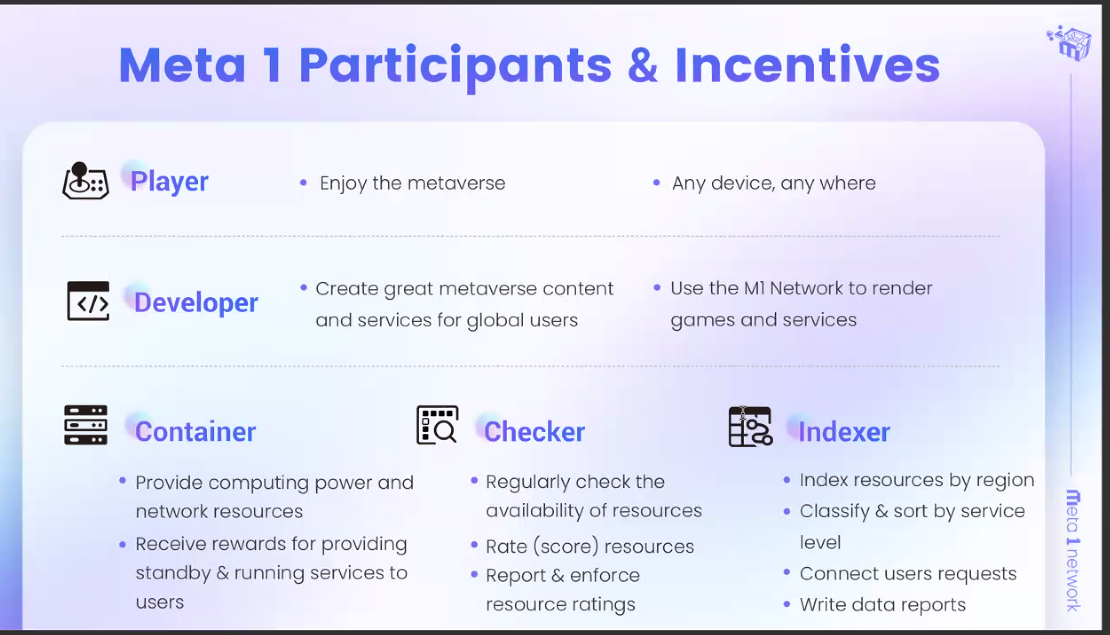 Meta 1 Participants & Incentives
Player
• Enjoy the metaverse
• Any device, any where
Developer
• Create great metaverse content
and services for global users
• Use the M1 Network to render
games and services
Container
• Provide computing power and
network resources
• Receive rewards for providing
standby & running services to
users
Checker
• Regularly check the
availability of resources
• Rate (score) resources
• Report & enforce
resource ratings
Indexer
• Index resources by region
• Classify & sort by service
level
• Connect users requests
• Write data reports
Meta 1 network